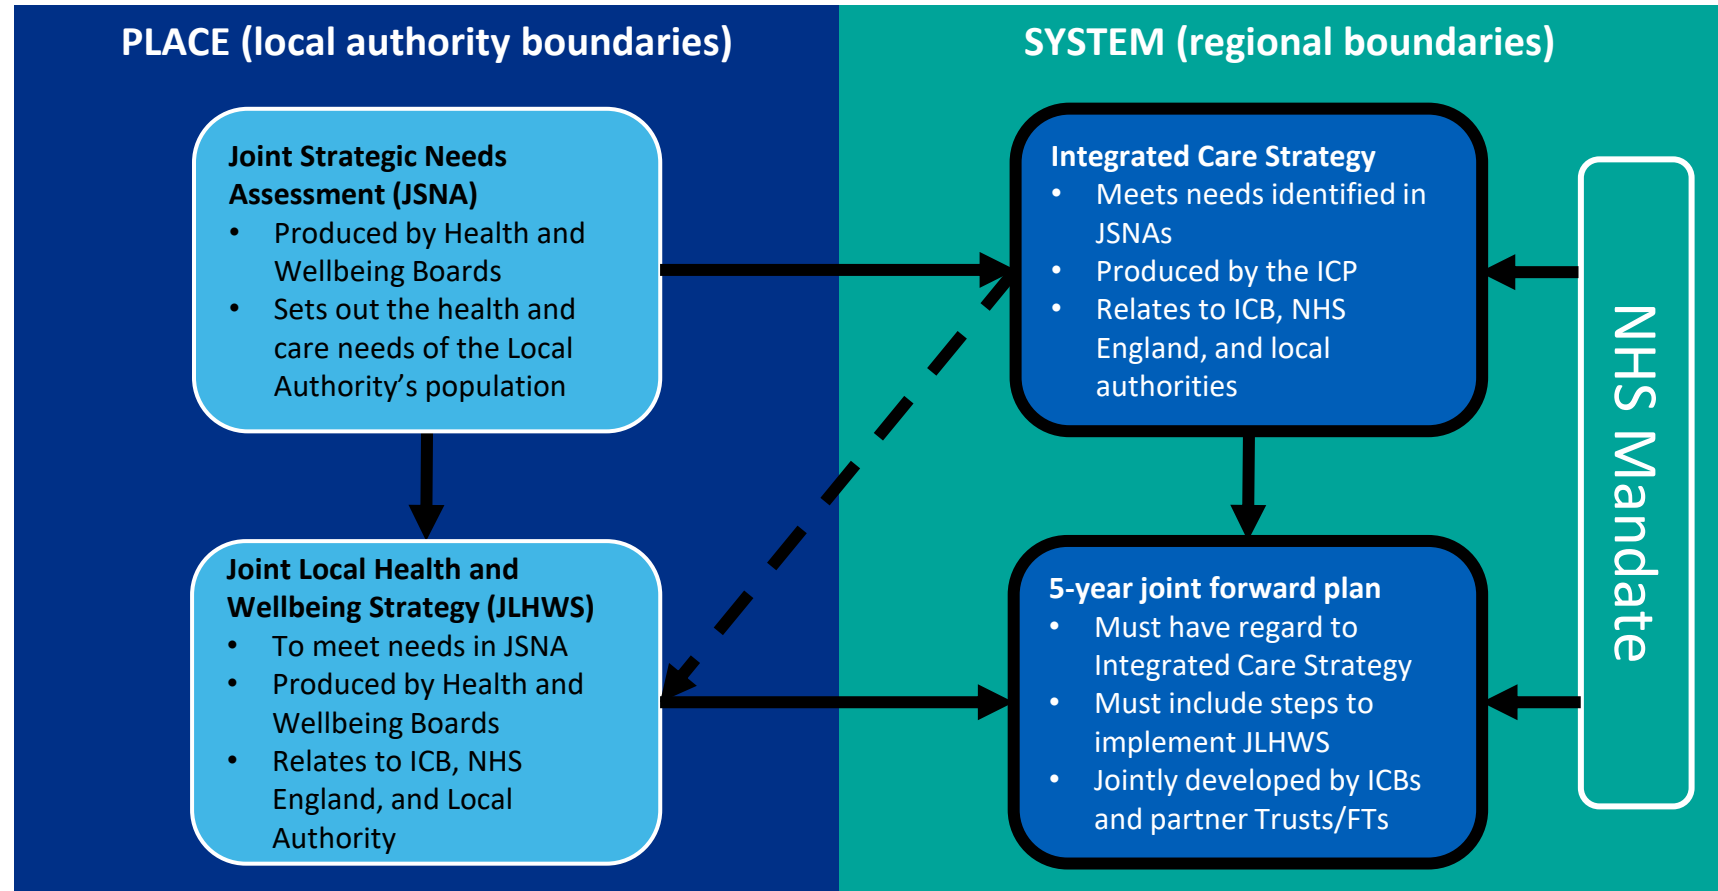 PLACE (local authority boundaries)
SYSTEM (regional boundaries)
Joint Strategic Needs
Assessment (JSNA)
• Produced by Health and
Wellbeing Boards
• Sets out the health and
care needs of the Local
Authority’s population
Integrated Care Strategy
• Meets needs identified in
JSNAs
• Produced by the ICP
• Relates to ICB, NHS
England, and local
authorities
Joint Local Health and
Wellbeing Strategy (JLHWS)
• To meet needs in JSNA
• Produced by Health and
Wellbeing Boards
• Relates to ICB, NHS
England, and Local
Authority
5-year joint forward plan
• Must have regard to
Integrated Care Strategy
• Must include steps to
implement JLHWS
• Jointly developed by ICBs
and partner Trusts/FTs
NHS Mandate